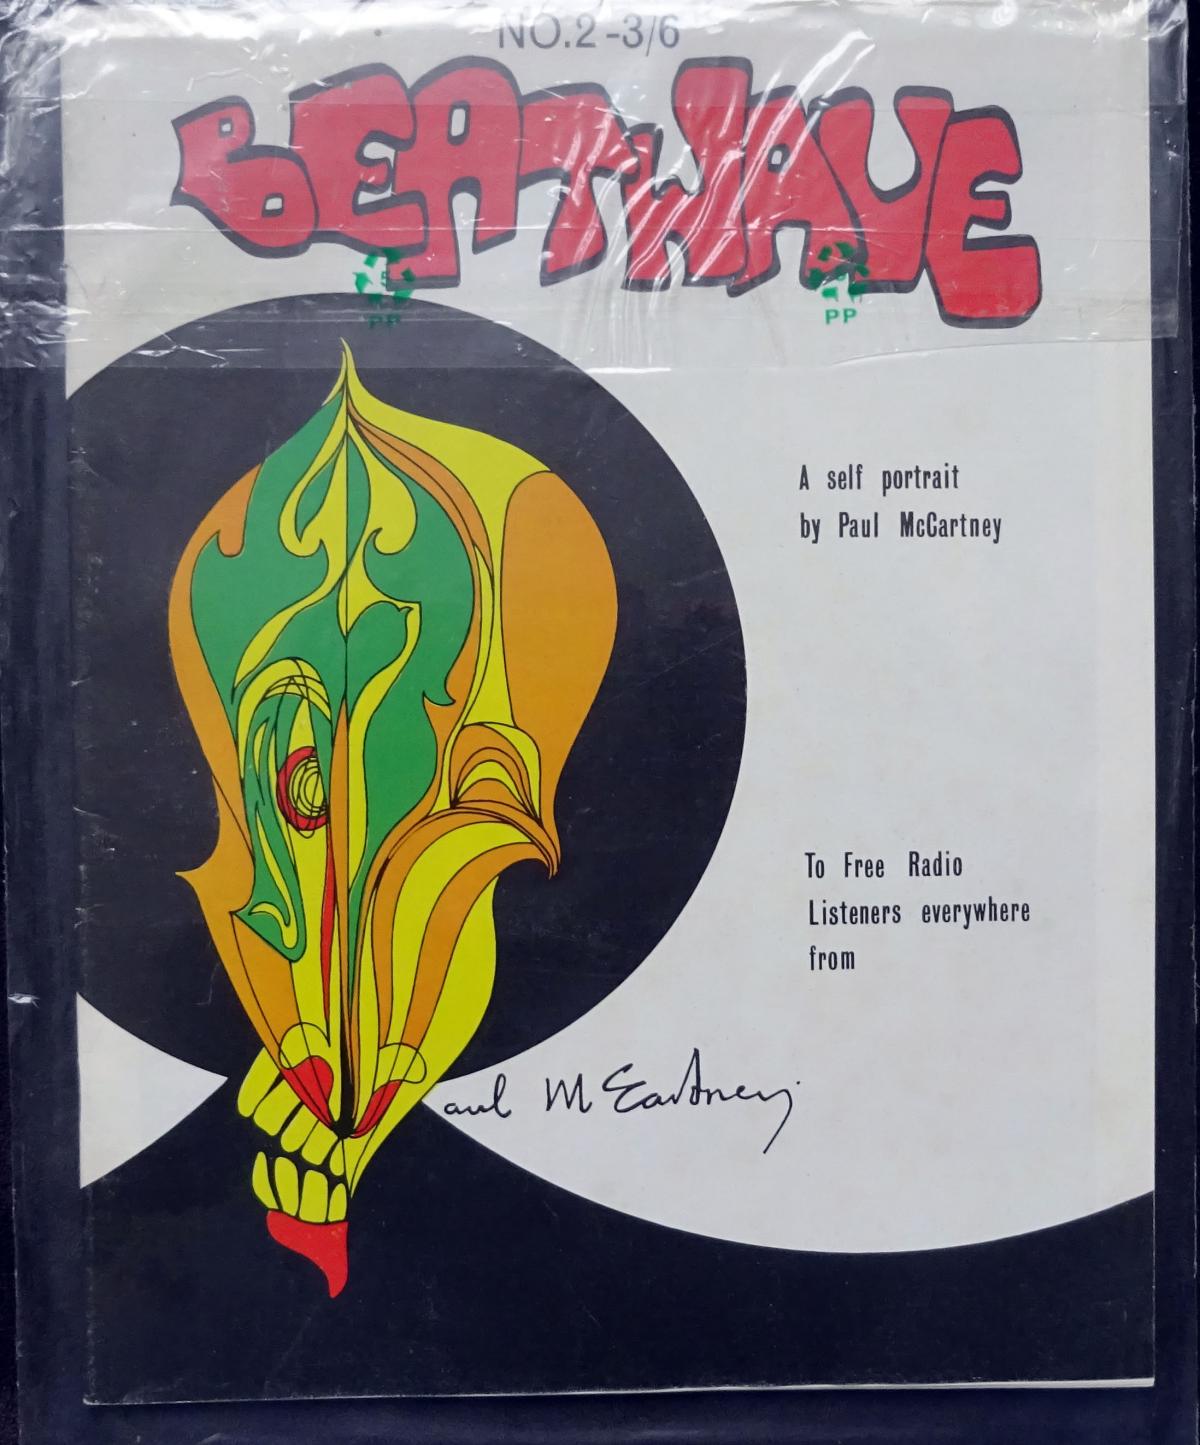 NO.2-3/6
BEATWAVE
PP
PP
A self portrait
by Paul McCartney
To Free Radio
Listeners everywhere
from
Paul McCartney